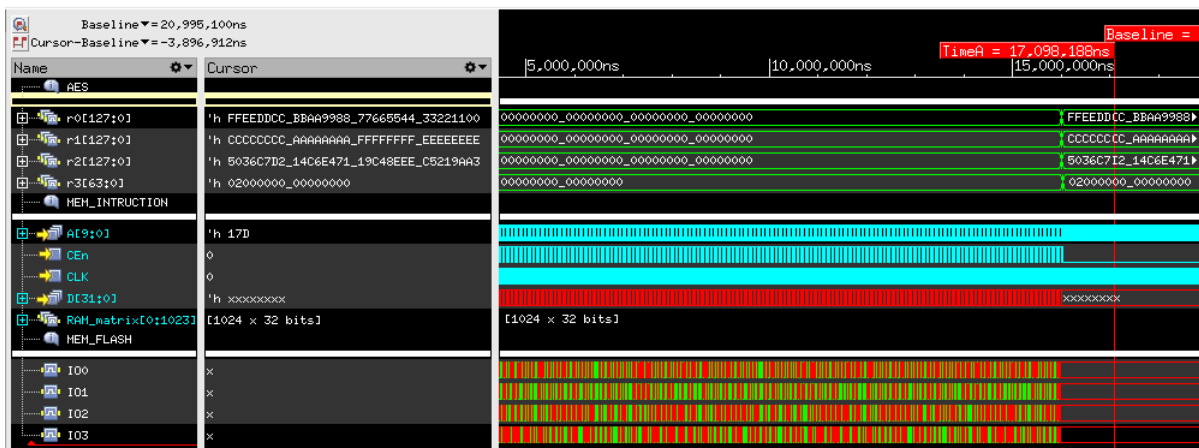 Baseline▼=20,995,100ns
Cursor-Baseline▼=-3,896,912ns
Baseline =
TimeA = 17,098,188ns
Name Cursor 5,000,000ns 10,000,000ns 15,000,000ns
AES
r0[127:0] 'h FFEEDDCC_BBAA9988_77665544_33221100 00000000_00000000_00000000_00000000 FFEEDDCC_BBAA9988
r1[127:0] 'h CCCCCCCC_AAAAAAAA_FFFFFFFF_EEEEEEEE 00000000_00000000_00000000_00000000 CCCCCCCC_AAAAAAAA
r2[127:0] 'h 5036C7D2_14C6E471_19C48EEE_C5219AA3 00000000_00000000_00000000_00000000 5036C7D2_14C6E471
r3[63:0] 'h 02000000_00000000 00000000_00000000 02000000_00000000
MEM_INTRUCTION
A[9:0] 'h 17D
CEn 0
CLK 0
D[31:0] 'h xxxxxxxx xxxxxxxx
RAM_matrix[0:1023] [1024 x 32 bits] [1024 x 32 bits]
MEM_FLASH
IO0 x
IO1 x
IO2 x
IO3 x